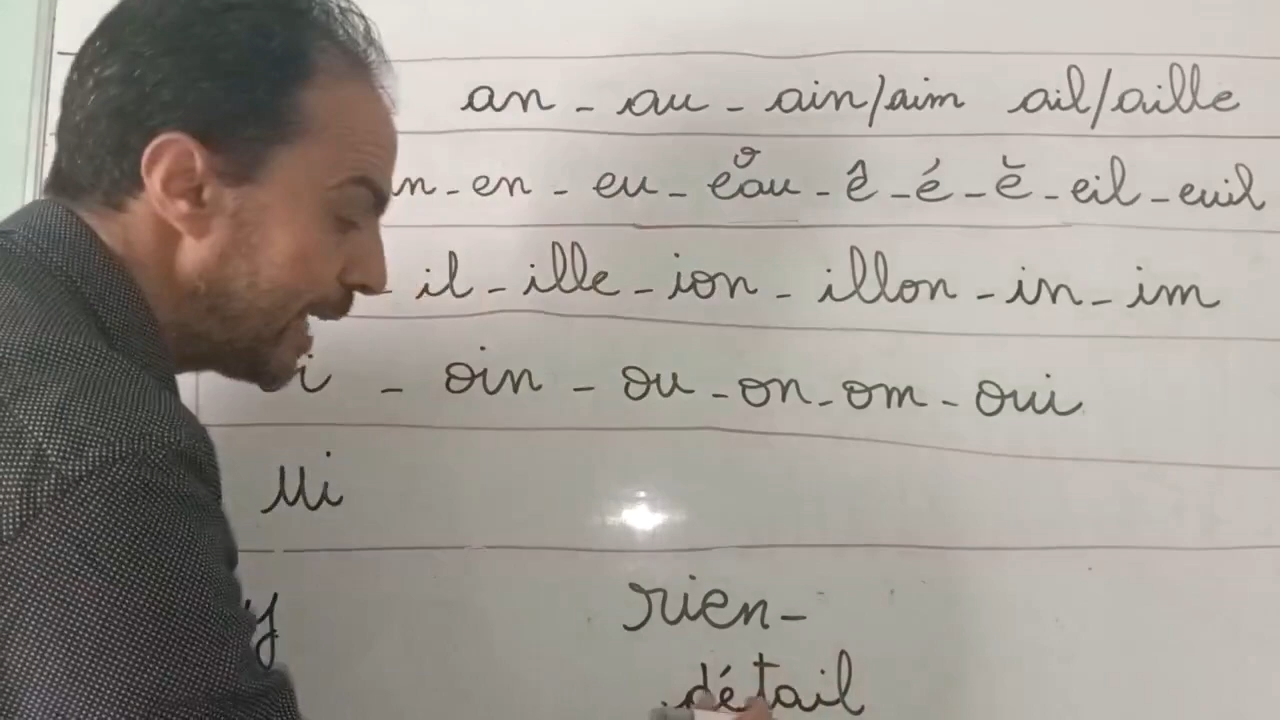 an - au - ain/aim ail/aille
n - en - eu - eau - ê - é - ĕ - eil - euil
- il - ille - ion - illon - in - im
i - oin - ou - on - om - oui
ui
y rien -
détail